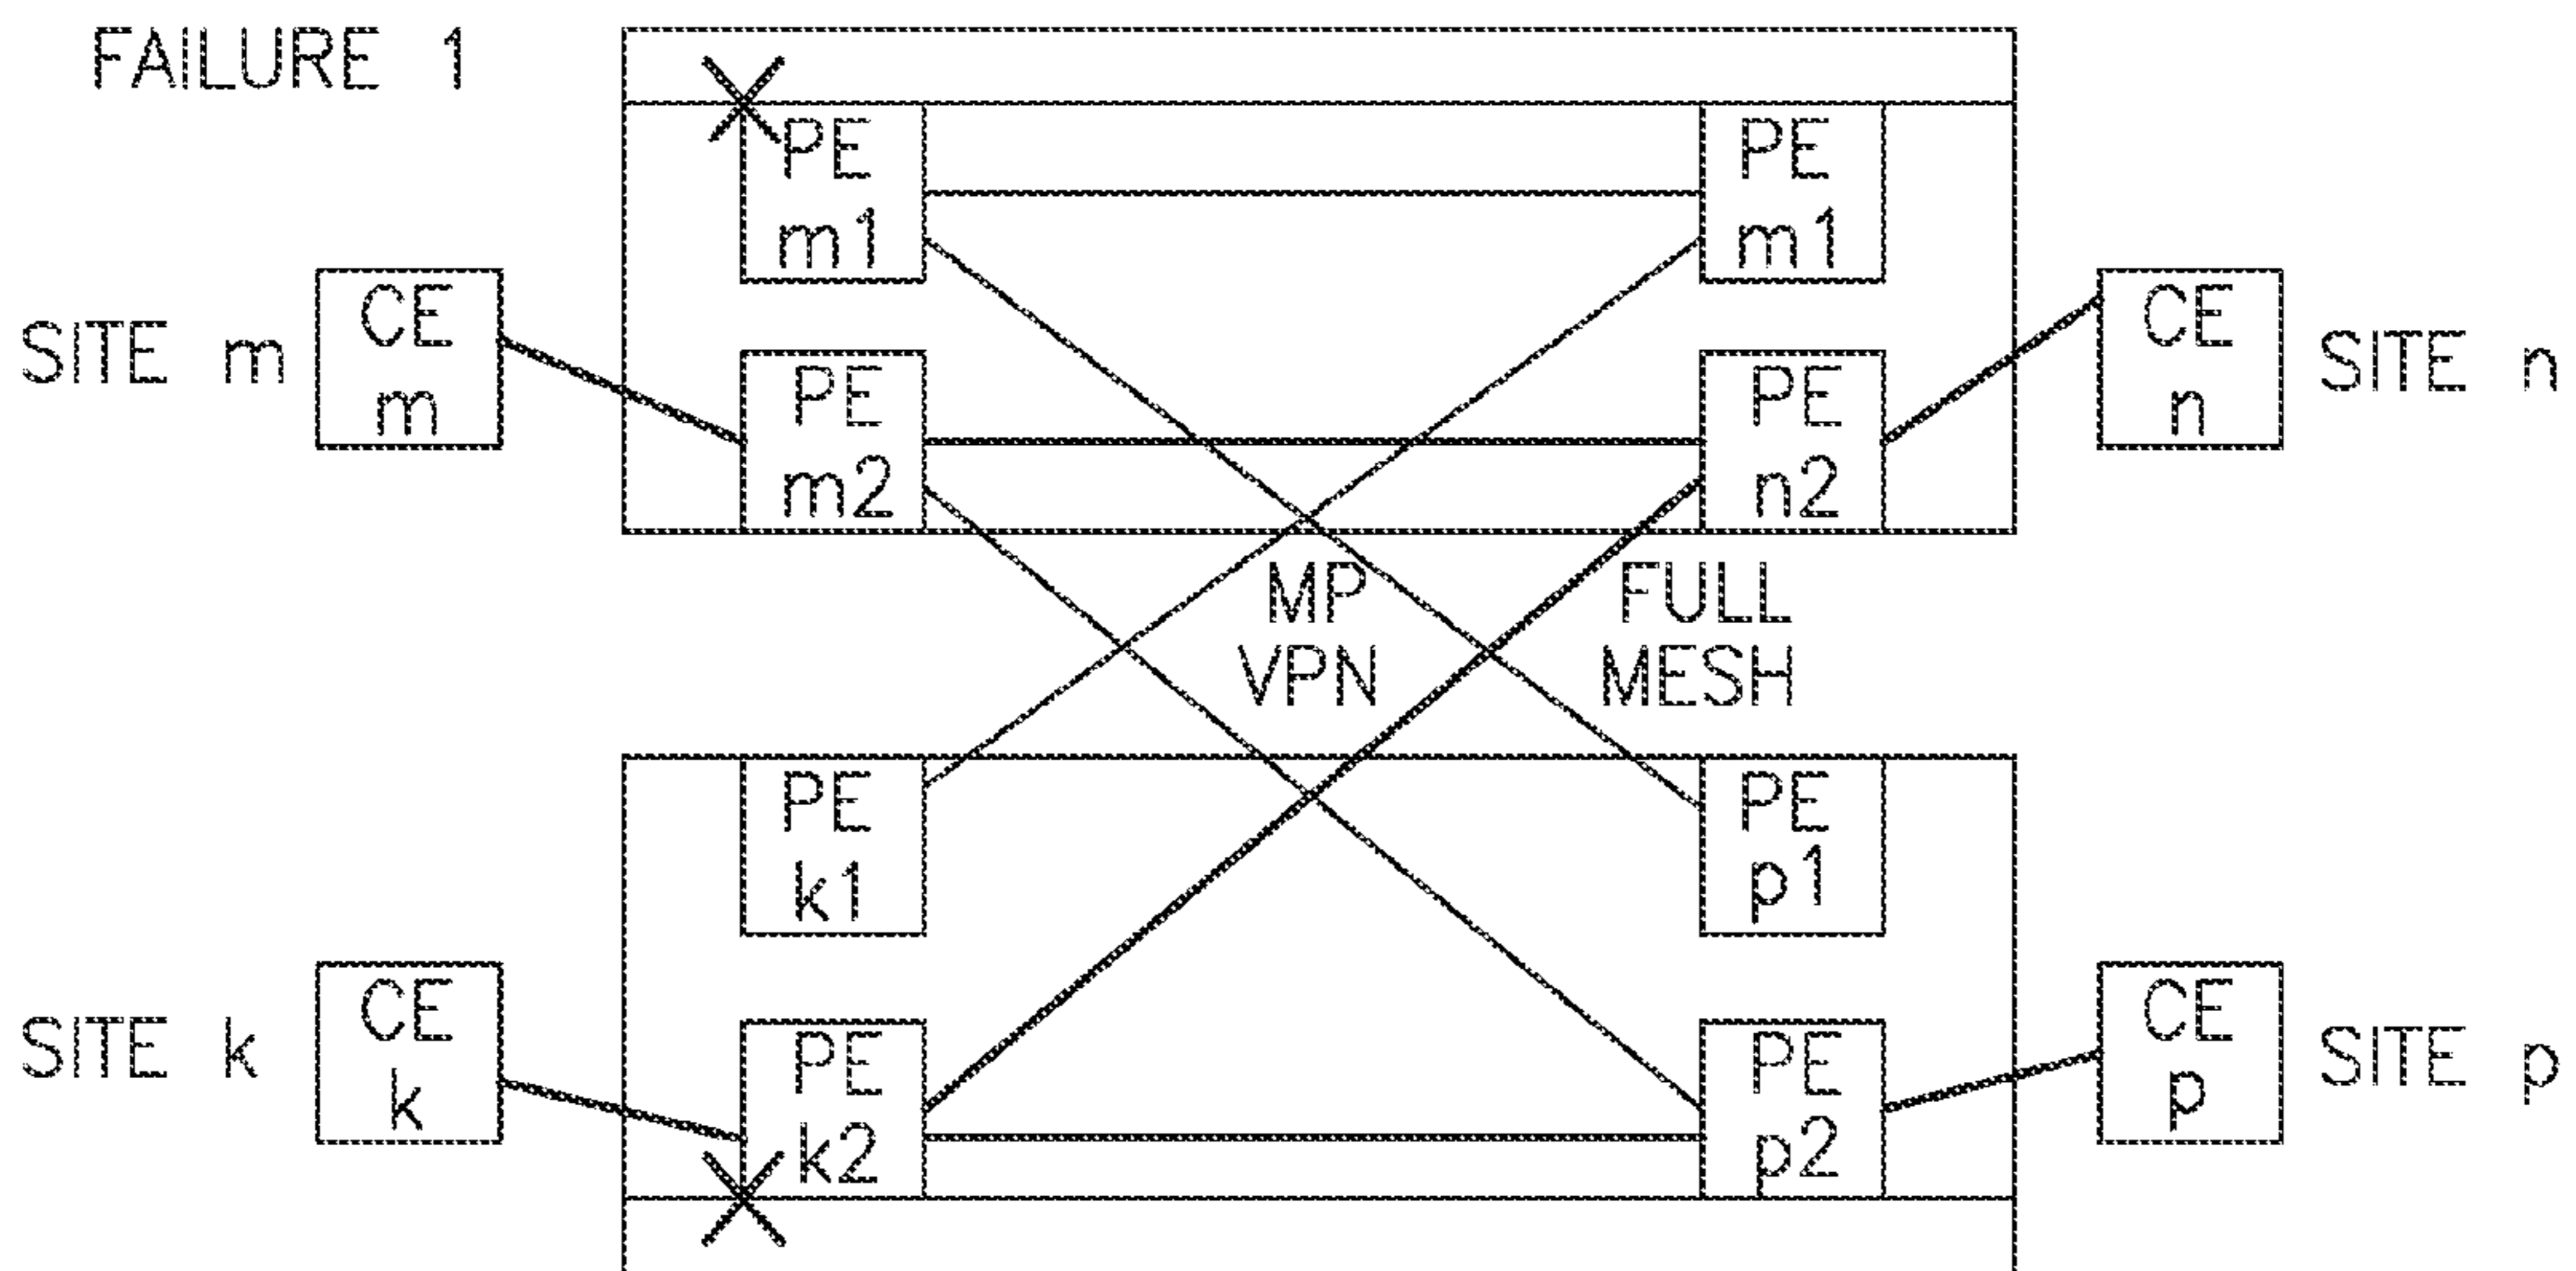 FAILURE 1
PE
m1
PE
m1
SITE m
CE
m
PE
m2
PE
n2
CE
n
SITE n
MP
VPN
FULL
MESH
PE
k1
PE
p1
SITE k
CE
k
PE
k2
PE
p2
CE
p
SITE p